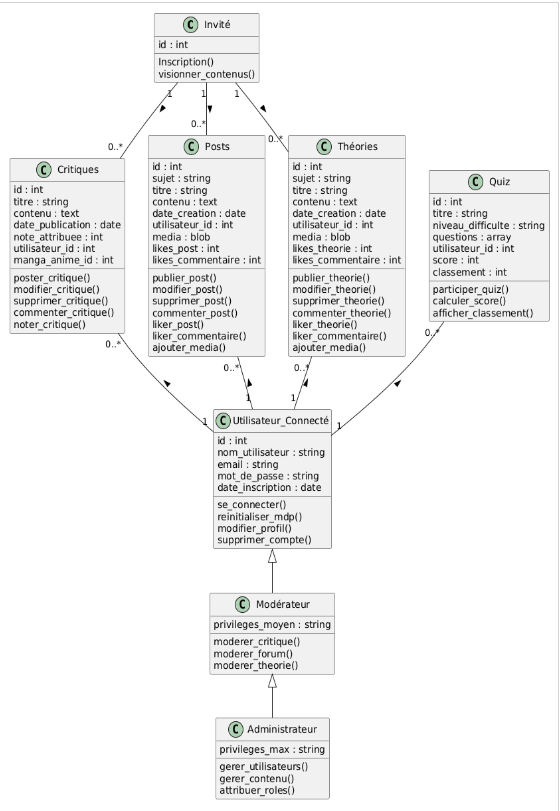 C Invité
id : int
Inscription()
visionner_contenus()
1 1 1
0..* 0..* 0..*
C Critiques
id : int
titre : string
contenu : text
date_publication : date
note_attribuee : int
utilisateur_id : int
manga_anime_id : int
poster_critique()
modifier_critique()
supprimer_critique()
commenter_critique()
noter_critique()
C Posts
id : int
sujet : string
titre : string
contenu : text
date_creation : date
utilisateur_id : int
media : blob
likes_post : int
likes_commentaire : int
publier_post()
modifier_post()
supprimer_post()
commenter_post()
liker_post()
liker_commentaire()
ajouter_media()
C Théories
id : int
sujet : string
titre : string
contenu : text
date_creation : date
utilisateur_id : int
media : blob
likes_theorie : int
likes_commentaire : int
publier_theorie()
modifier_theorie()
supprimer_theorie()
commenter_theorie()
liker_theorie()
liker_commentaire()
ajouter_media()
C Quiz
id : int
titre : string
niveau_difficulte : string
questions : array
utilisateur_id : int
score : int
classement : int
participer_quiz()
calculer_score()
afficher_classement()
0..* 0..* 0..* 0..*
1 1 1 1
C Utilisateur_Connecté
id : int
nom_utilisateur : string
email : string
mot_de_passe : string
date_inscription : date
se_connecter()
reinitialiser_mdp()
modifier_profil()
supprimer_compte()
C Modérateur
privileges_moyen : string
moderer_critique()
moderer_forum()
moderer_theorie()
C Administrateur
privileges_max : string
gerer_utilisateurs()
gerer_contenu()
attribuer_roles()